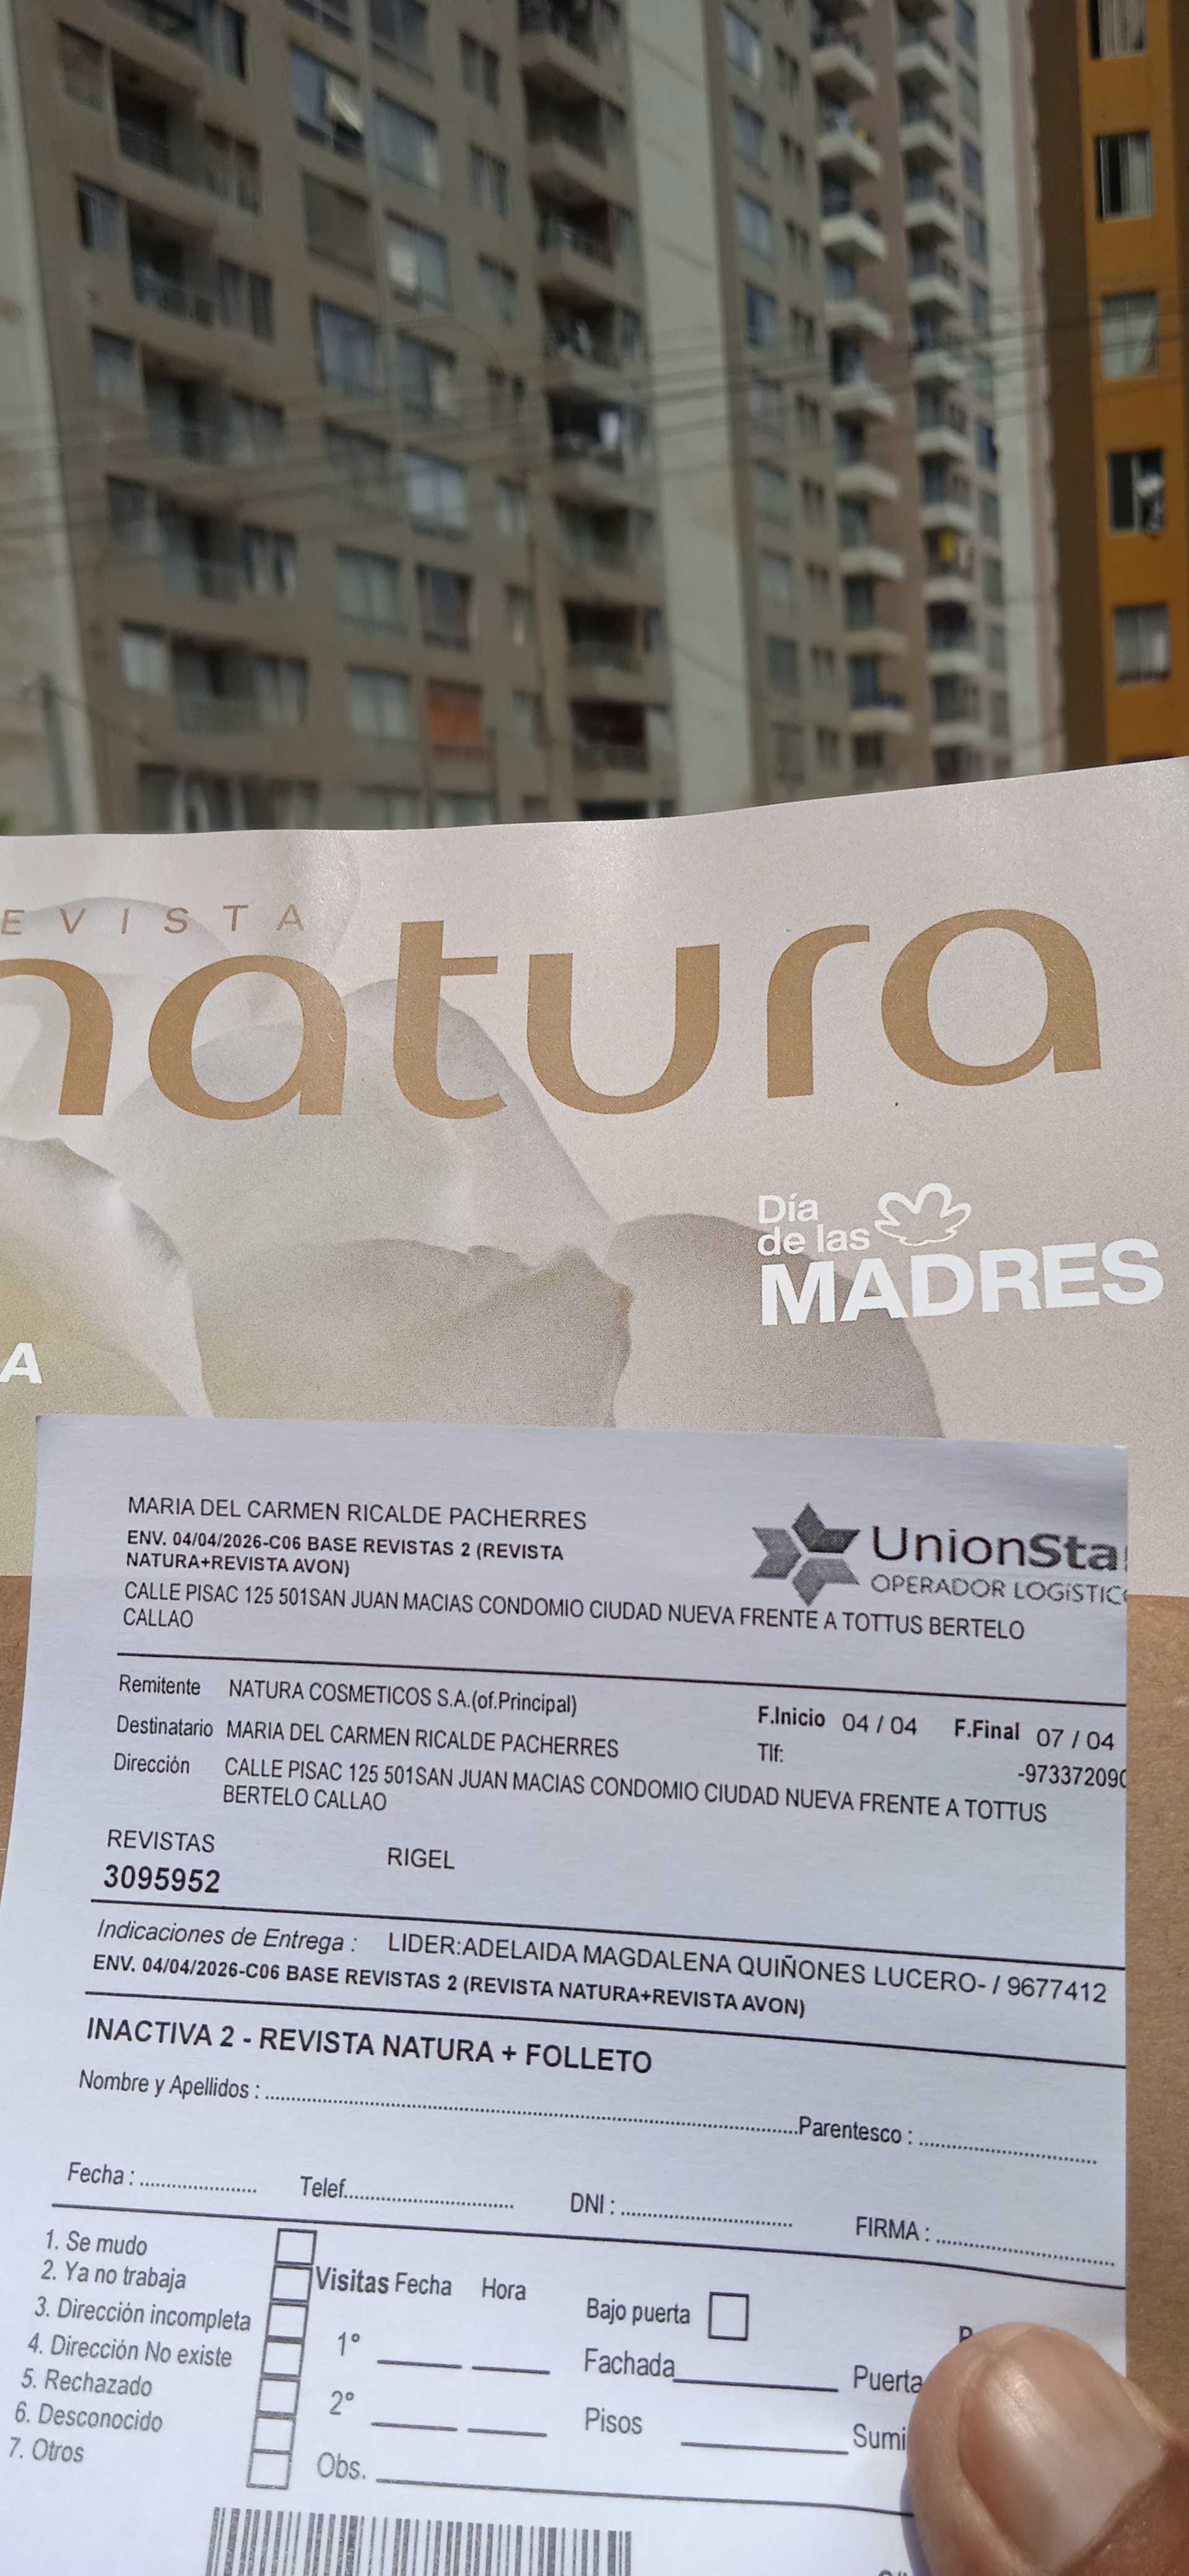 EVISTA
natura
Día
de las
MADRES
A
MARIA DEL CARMEN RICALDE PACHERRES
ENV. 04/04/2026-C06 BASE REVISTAS 2 (REVISTA
NATURA+REVISTA AVON)
CALLE PISAC 125 501SAN JUAN MACIAS CONDOMIO CIUDAD NUEVA FRENTE A TOTTUS BERTELO
CALLAO
UnionSta
OPERADOR LOGÍSTIC
Remitente NATURA COSMETICOS S.A.(of.Principal)
F.Inicio 04 / 04 F.Final 07 / 04
Destinatario MARIA DEL CARMEN RICALDE PACHERRES
Tlf: -973372090
Dirección CALLE PISAC 125 501SAN JUAN MACIAS CONDOMIO CIUDAD NUEVA FRENTE A TOTTUS
BERTELO CALLAO
REVISTAS RIGEL
3095952
Indicaciones de Entrega : LIDER:ADELAIDA MAGDALENA QUIÑONES LUCERO- / 9677412
ENV. 04/04/2026-C06 BASE REVISTAS 2 (REVISTA NATURA+REVISTA AVON)
INACTIVA 2 - REVISTA NATURA + FOLLETO
Nombre y Apellidos : Parentesco :
Fecha : Telef. DNI : FIRMA :
1. Se mudo
2. Ya no trabaja
3. Dirección incompleta
4. Dirección No existe
5. Rechazado
6. Desconocido
7. Otros
Visitas Fecha Hora
1°
2°
Obs.
Bajo puerta
Fachada Puerta
Pisos Sumi